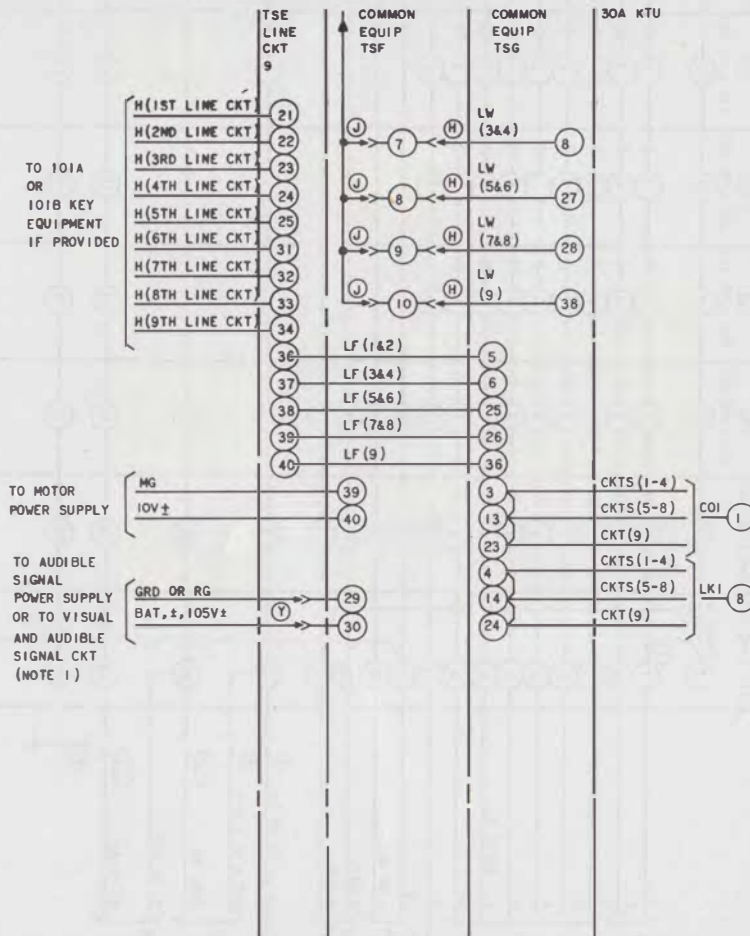 TSE LINE CKT 9
COMMON EQUIP TSF
COMMON EQUIP TSG
30A KTU
TO 101A OR 101B KEY EQUIPMENT IF PROVIDED
H(1ST LINE CKT) 21
H(2ND LINE CKT) 22
H(3RD LINE CKT) 23
H(4TH LINE CKT) 24
H(5TH LINE CKT) 25
H(6TH LINE CKT) 31
H(7TH LINE CKT) 32
H(8TH LINE CKT) 33
H(9TH LINE CKT) 34
J 7 H LW (3&4) 8
J 8 H LW (5&6) 27
J 9 H LW (7&8) 28
J 10 H LW (9) 38
36 LF (1&2) 5
37 LF (3&4) 6
38 LF (5&6) 25
39 LF (7&8) 26
40 LF (9) 36
TO MOTOR POWER SUPPLY
MG 39
10V± 40
3 CKTS (1-4)
13 CKTS (5-8) CO1 1
23 CKT (9)
4 CKTS (1-4)
14 CKTS (5-8) LK1 8
24 CKT (9)
TO AUDIBLE SIGNAL POWER SUPPLY OR TO VISUAL AND AUDIBLE SIGNAL CKT (NOTE 1)
GRD OR RG 29
BAT,±,105V± Y 30